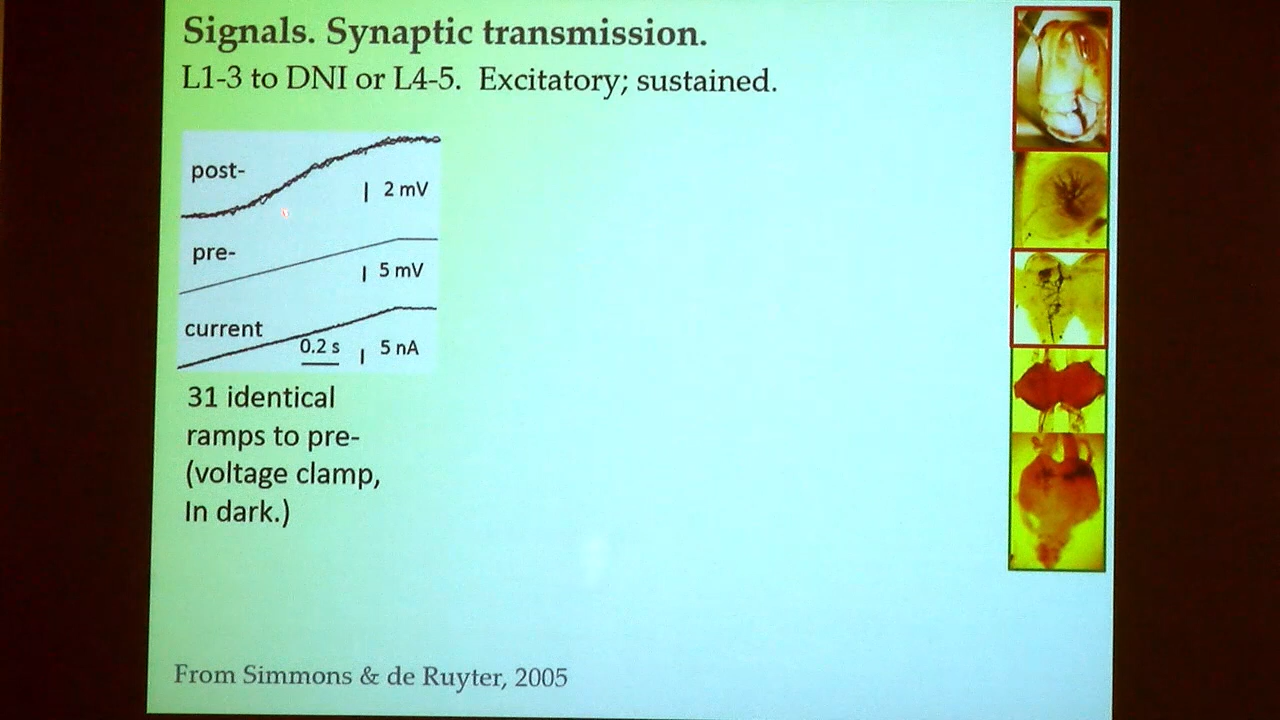 Signals. Synaptic transmission.
L1-3 to DNI or L4-5. Excitatory; sustained.
post-
2 mV
pre-
5 mV
current
0.2 s
5 nA
31 identical
ramps to pre-
(voltage clamp,
In dark.)
From Simmons & de Ruyter, 2005